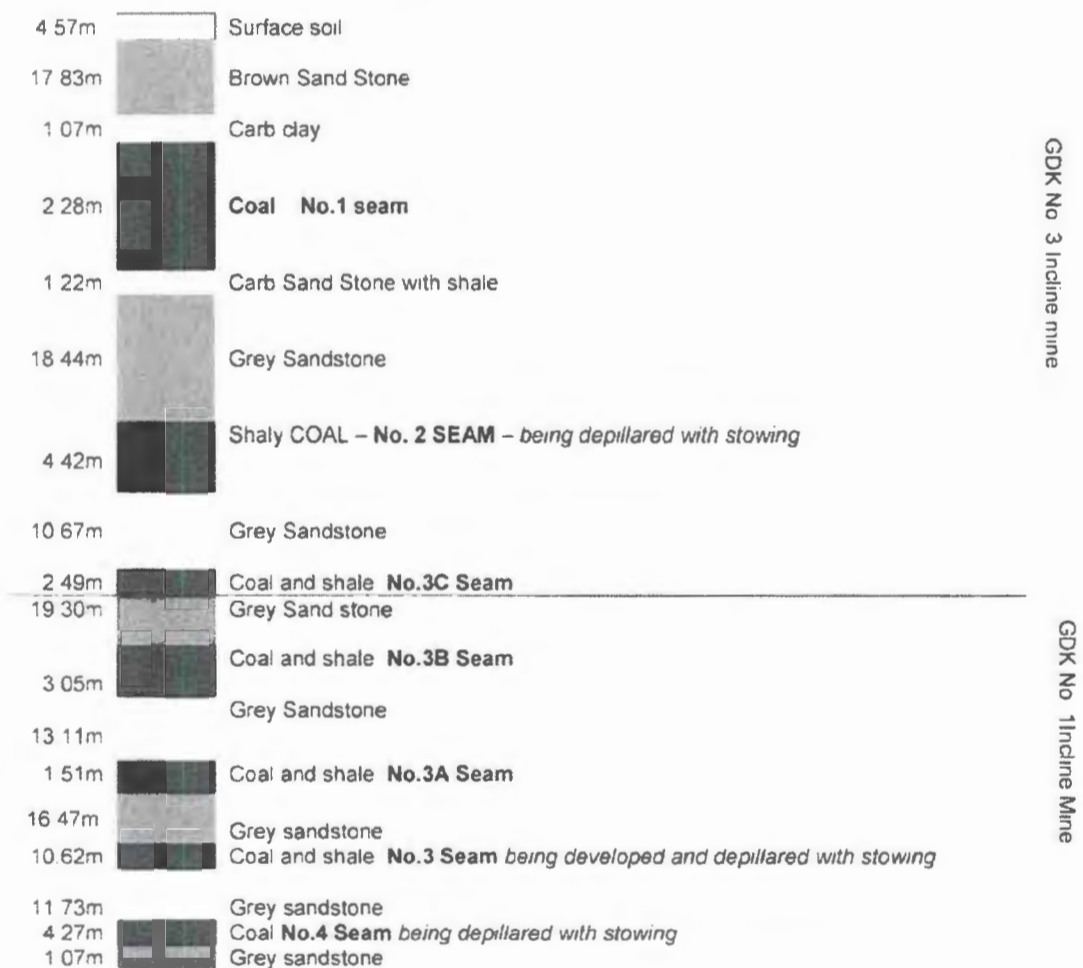 4 57m Surface soil
17 83m Brown Sand Stone
1 07m Carb clay
2 28m Coal No.1 seam
1 22m Carb Sand Stone with shale
18 44m Grey Sandstone
Shaly COAL – No. 2 SEAM – being depillared with stowing
4 42m
10 67m Grey Sandstone
2 49m Coal and shale No.3C Seam
19 30m Grey Sand stone
Coal and shale No.3B Seam
3 05m
Grey Sandstone
13 11m
1 51m Coal and shale No.3A Seam
16 47m
Grey sandstone
10.62m Coal and shale No.3 Seam being developed and depillared with stowing
11 73m Grey sandstone
4 27m Coal No.4 Seam being depillared with stowing
1 07m Grey sandstone
GDK No 3 Incline mine
GDK No 1Incline Mine